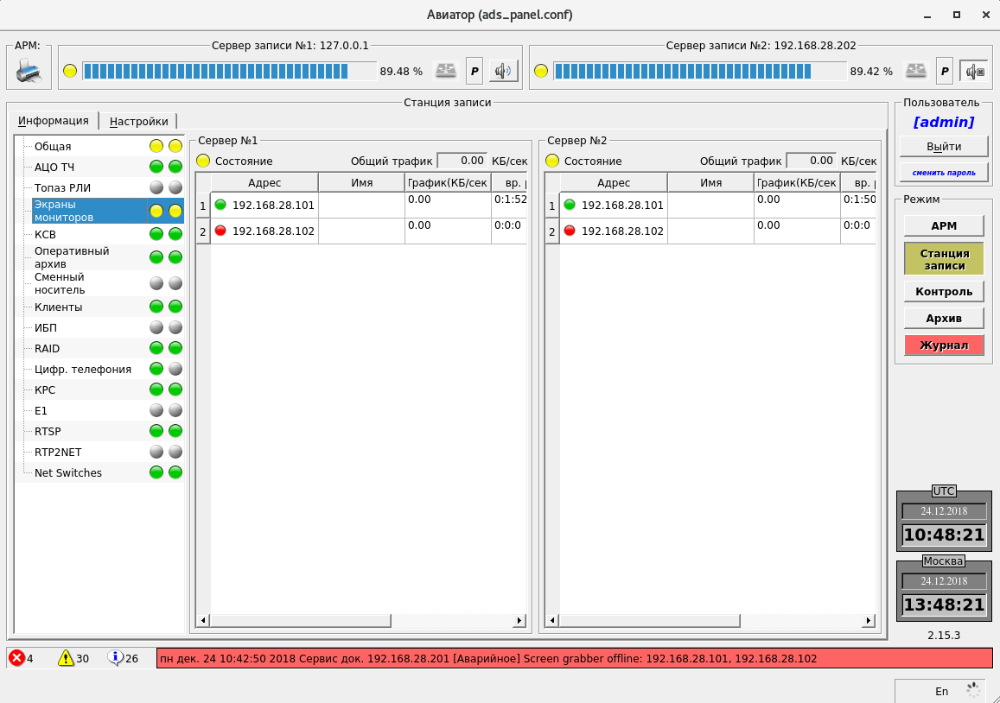 Авиатор (ads_panel.conf)
АРМ:
Сервер записи №1: 127.0.0.1
89.48 %
P
Сервер записи №2: 192.168.28.202
89.42 %
P
Станция записи
Информация
Настройки
Общая
АЦО ТЧ
Топаз РЛИ
Экраны
мониторов
КСВ
Оперативный
архив
Сменный
носитель
Клиенты
ИБП
RAID
Цифр. телефония
КРС
E1
RTSP
RTP2NET
Net Switches
Сервер №1
Состояние
Общий трафик
0.00
КБ/сек
Адрес
Имя
График(КБ/сек
вр.
1
192.168.28.101
0.00
0:1:52
2
192.168.28.102
0.00
0:0:0
Сервер №2
Состояние
Общий трафик
0.00
КБ/сек
Адрес
Имя
График(КБ/сек
вр.
1
192.168.28.101
0.00
0:1:50
2
192.168.28.102
0.00
0:0:0
Пользователь
[admin]
Выйти
сменить пароль
Режим
АРМ
Станция
записи
Контроль
Архив
Журнал
UTC
24.12.2018
10:48:21
Москва
24.12.2018
13:48:21
2.15.3
4
30
26
пн дек. 24 10:42:50 2018 Сервис док. 192.168.28.201 [Аварийное] Screen grabber offline: 192.168.28.101, 192.168.28.102
En